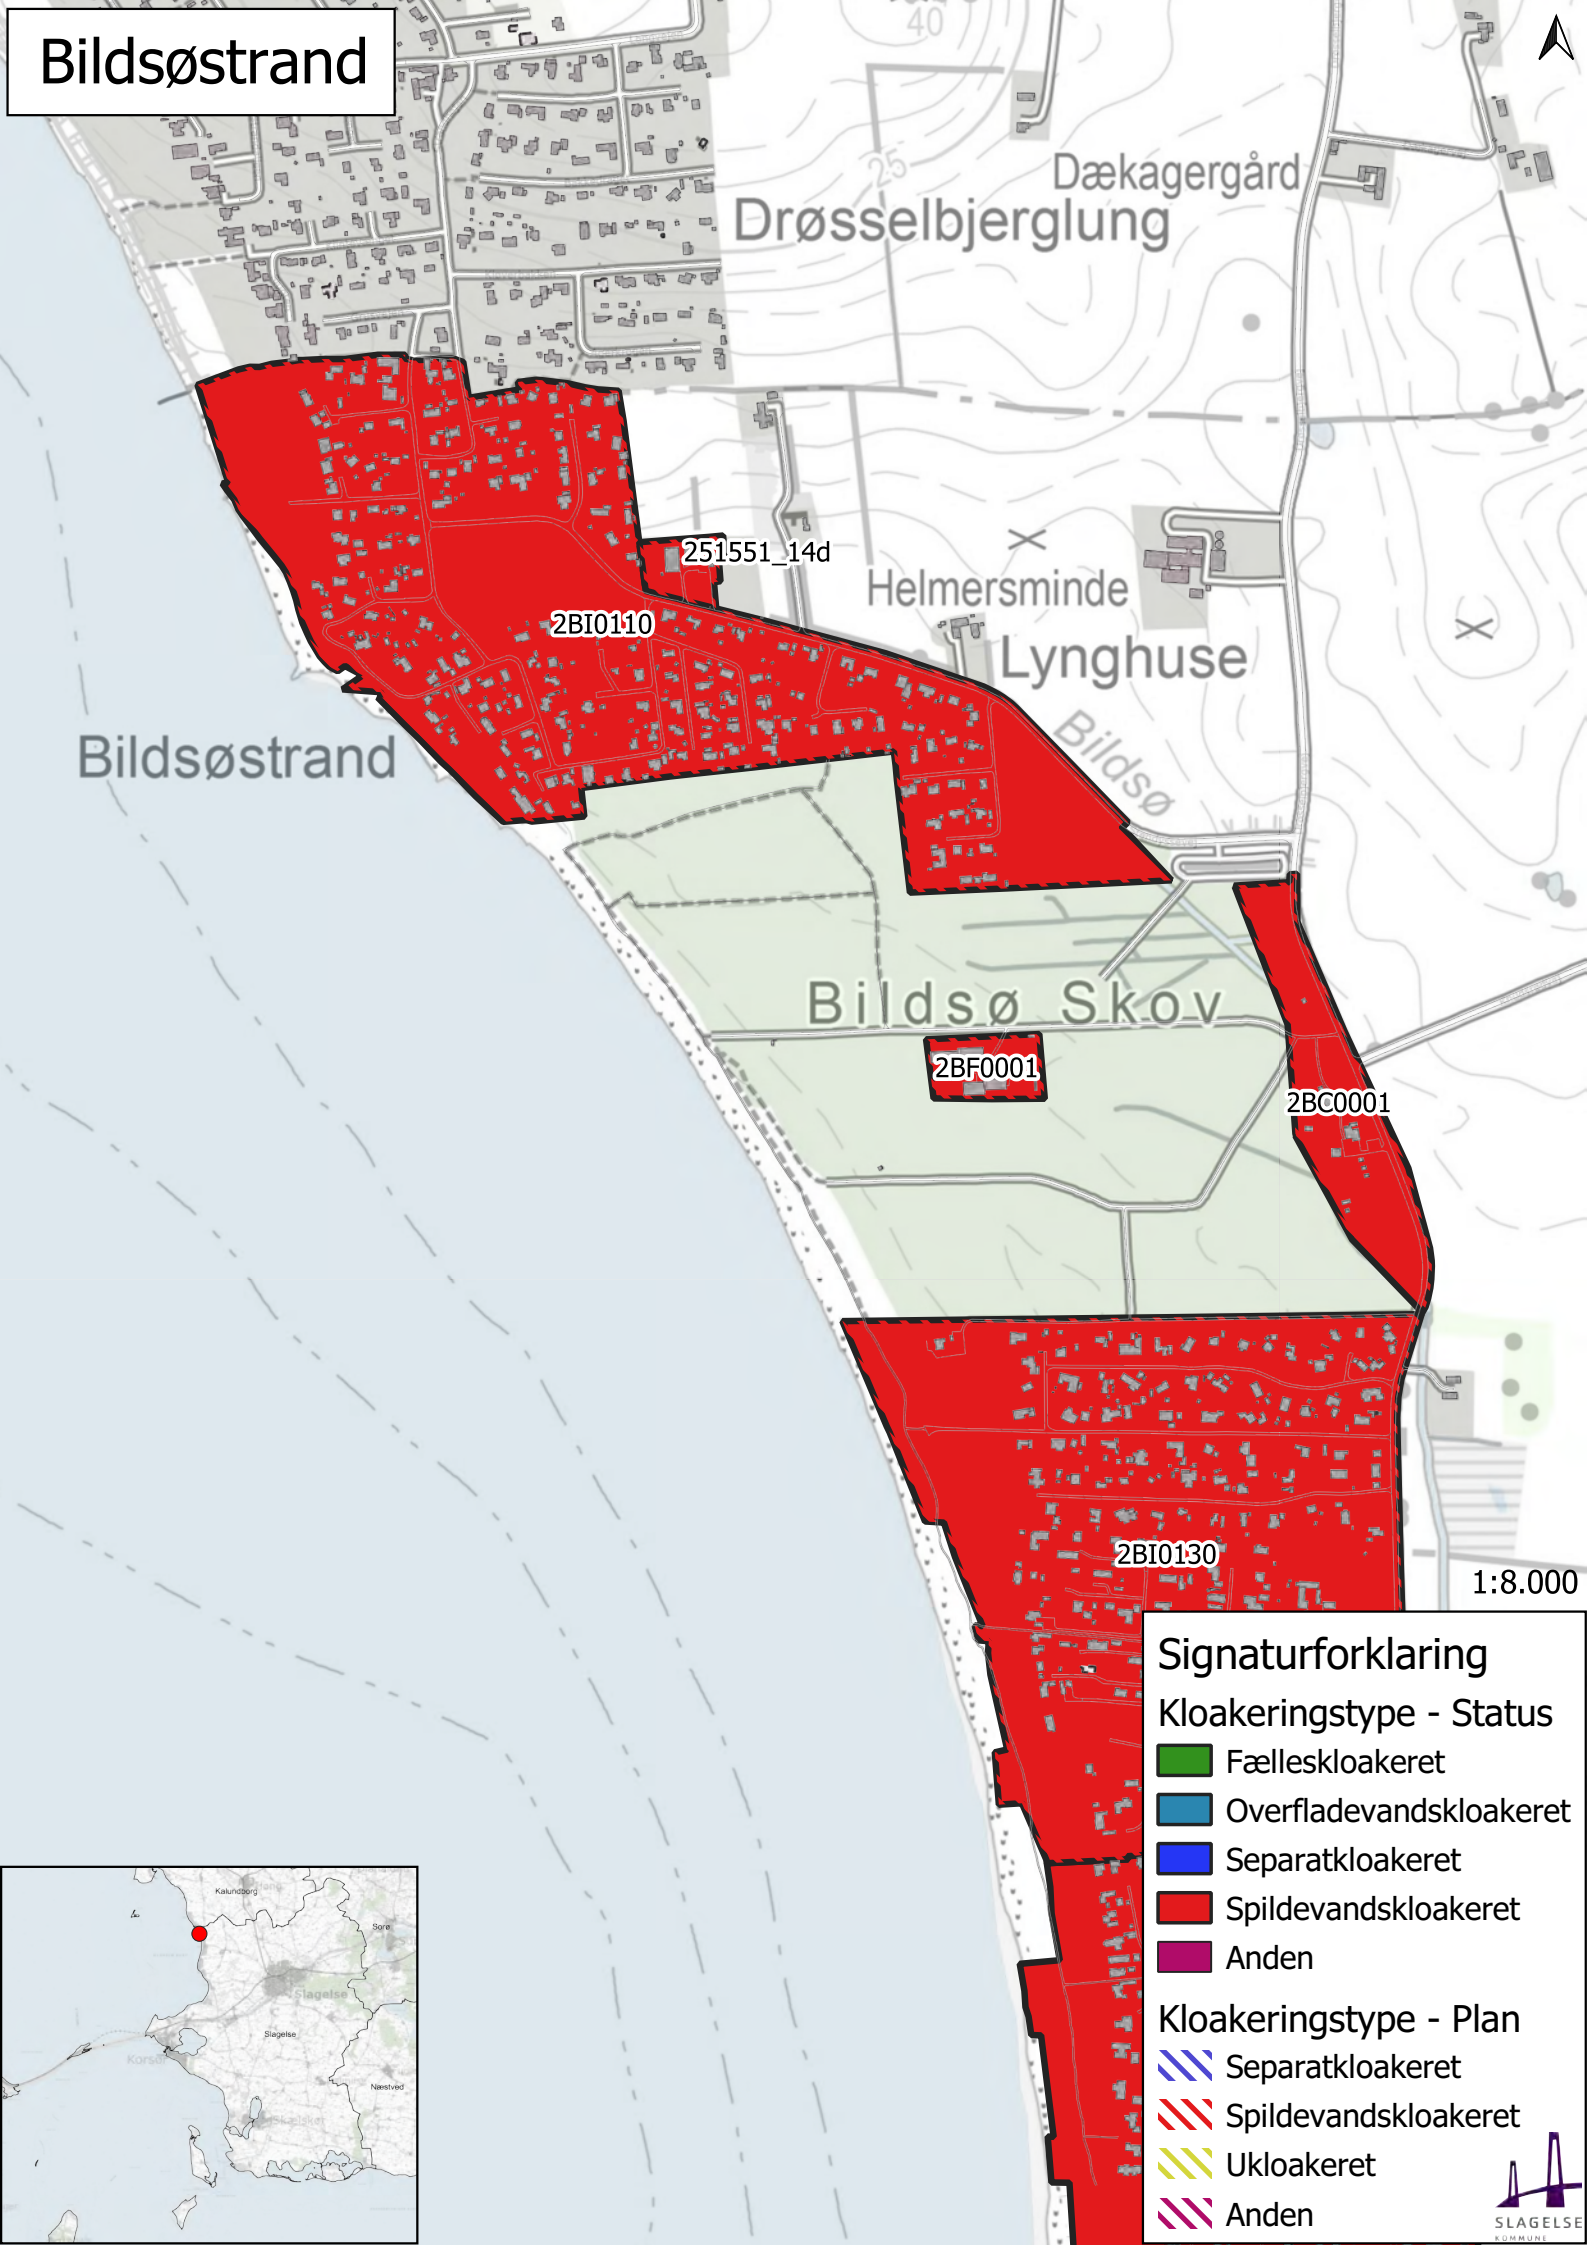 Bildsøstrand
40
25
Dækagergård
Drøsselbjerglung
251551_14d
Helmersminde
2BI0110
Lynghuse
Bildsø
Bildsøstrand
Bildsø Skov
2BF0001
2BC0001
2BI0130
1:8.000
Signaturforklaring
Kloakeringstype - Status
Fælleskloakeret
Overfladevandskloakeret
Separatkloakeret
Spildevandskloakeret
Anden
Kloakeringstype - Plan
Separatkloakeret
Spildevandskloakeret
Ukloakeret
Anden
SLAGELSE
KOMMUNE
Kalundborg
Sorø
Slagelse
Slagelse
Korsør
Næstved